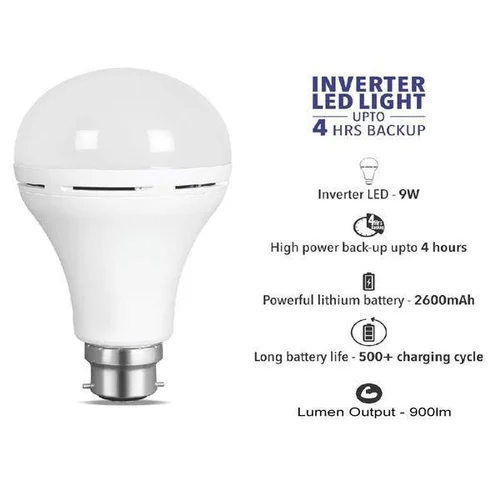 INVERTER
LED LIGHT
UPTO
4 HRS BACKUP
Inverter LED - 9W
High power back-up upto 4 hours
Powerful lithium battery - 2600mAh
Long battery life - 500+ charging cycle
Lumen Output - 900lm